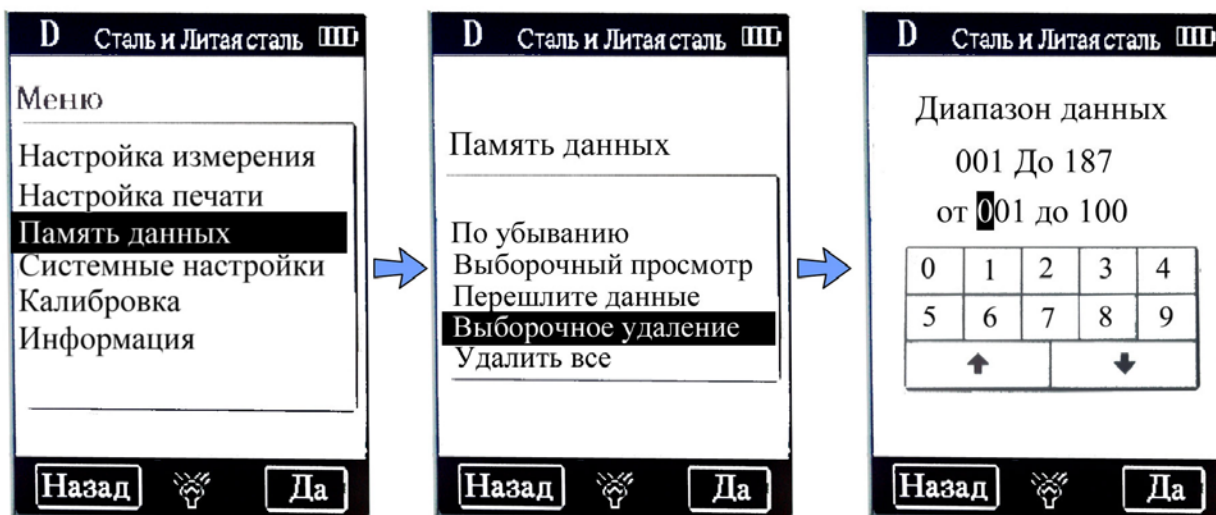 D Сталь и Литая сталь
Меню
Настройка измерения
Настройка печати
Память данных
Системные настройки
Калибровка
Информация
Назад Да
D Сталь и Литая сталь
Память данных
По убыванию
Выборочный просмотр
Перешлите данные
Выборочное удаление
Удалить все
Назад Да
D Сталь и Литая сталь
Диапазон данных
001 До 187
от 001 до 100
0 1 2 3 4
5 6 7 8 9
Назад Да